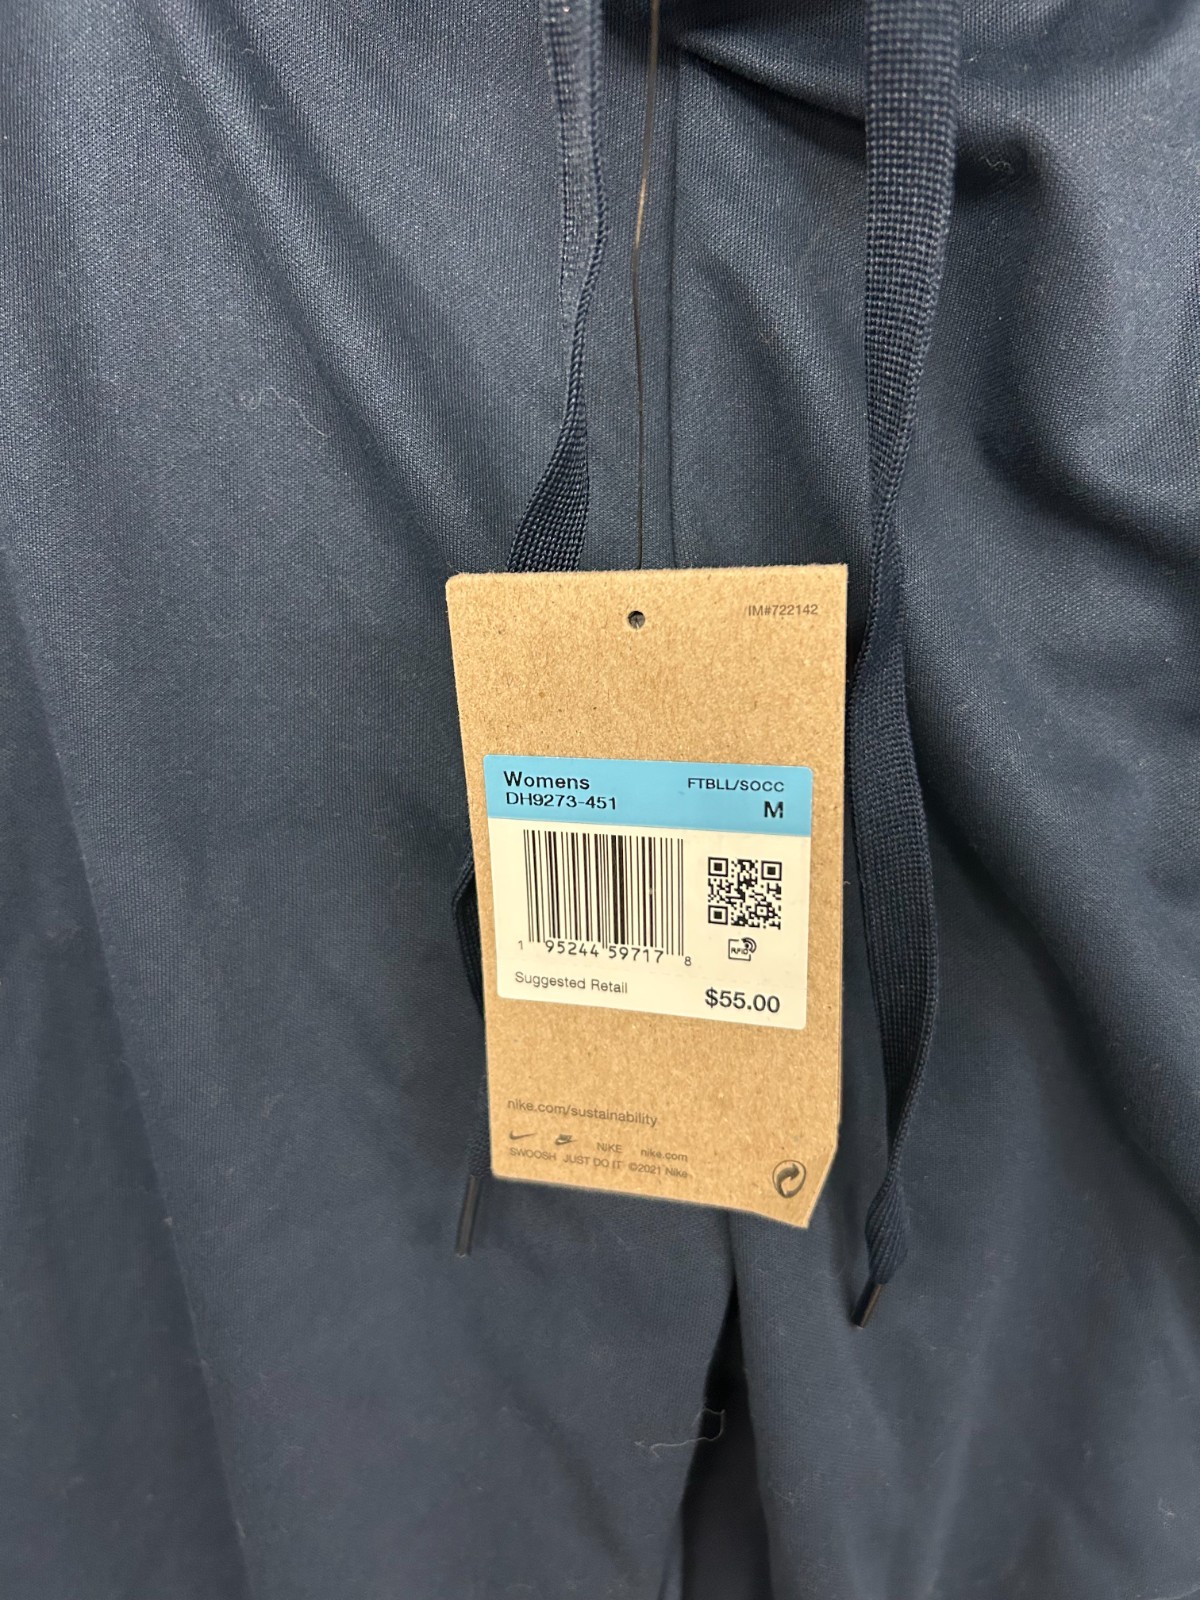 IM#722142
Womens FTBLL/SOCC
DH9273-451 M
1 95244 59717 8
RFID
Suggested Retail $55.00
nike.com/sustainability
NIKE nike.com
SWOOSH JUST DO IT ©2021 Nike